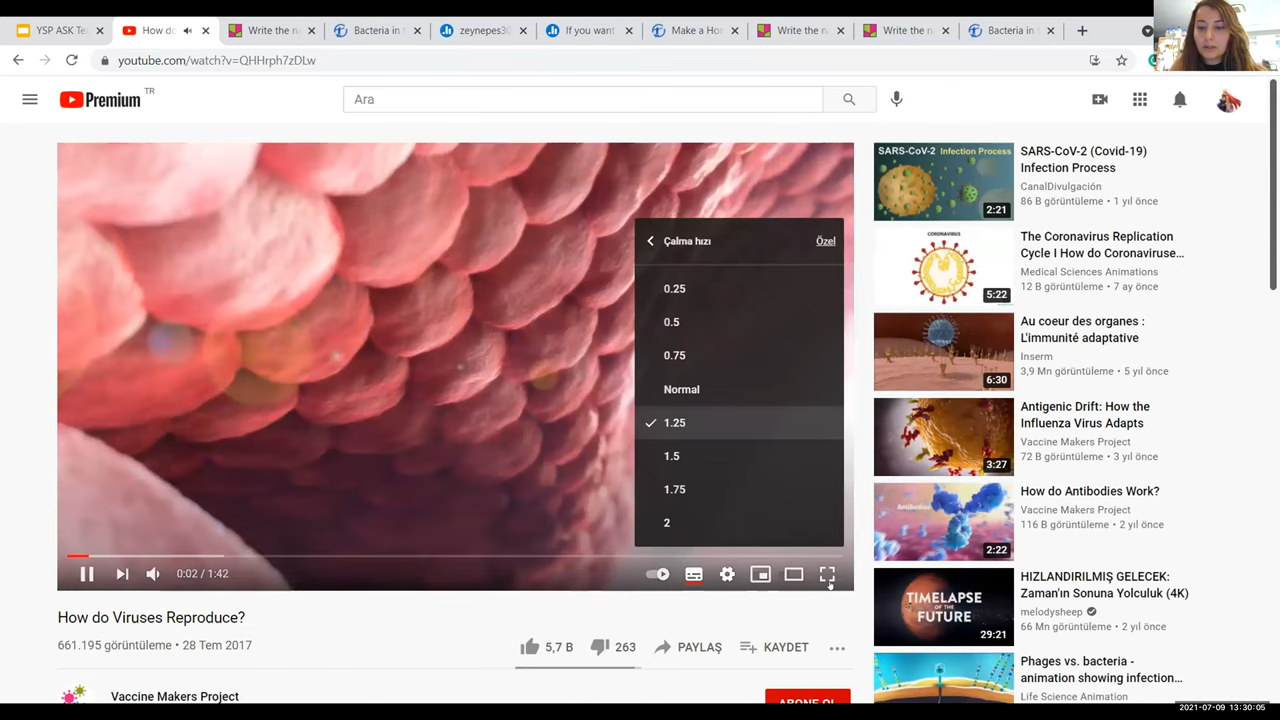 YSP ASK Te
How do
Write the n
Bacteria in t
zeynepes3
If you want
Make a Ho
Write the n
Write the n
Bacteria in t
youtube.com/watch?v=QHHrph7zDLw
Premium TR
Ara
Çalma hızı
Özel
0.25
0.5
0.75
Normal
1.25
1.5
1.75
2
0:02 / 1:42
How do Viruses Reproduce?
661.195 görüntüleme • 28 Tem 2017
5,7 B
263
PAYLAŞ
KAYDET
Vaccine Makers Project
ABONE OL
SARS-CoV-2 Infection Process
2:21
SARS-CoV-2 (Covid-19)
Infection Process
CanalDivulgación
86 B görüntüleme • 1 yıl önce
CORONAVIRUS
5:22
The Coronavirus Replication
Cycle I How do Coronaviruse…
Medical Sciences Animations
12 B görüntüleme • 7 ay önce
6:30
Au coeur des organes :
L'immunité adaptative
Inserm
3,9 Mn görüntüleme • 5 yıl önce
3:27
Antigenic Drift: How the
Influenza Virus Adapts
Vaccine Makers Project
72 B görüntüleme • 3 yıl önce
Antibodies
2:22
How do Antibodies Work?
Vaccine Makers Project
116 B görüntüleme • 2 yıl önce
TIMELAPSE
OF THE
FUTURE
29:21
HIZLANDIRILMIŞ GELECEK:
Zaman'ın Sonuna Yolculuk (4K)
melodysheep
66 Mn görüntüleme • 2 yıl önce
Phages vs. bacteria -
animation showing infection…
Life Science Animation
2021-07-09 13:30:05